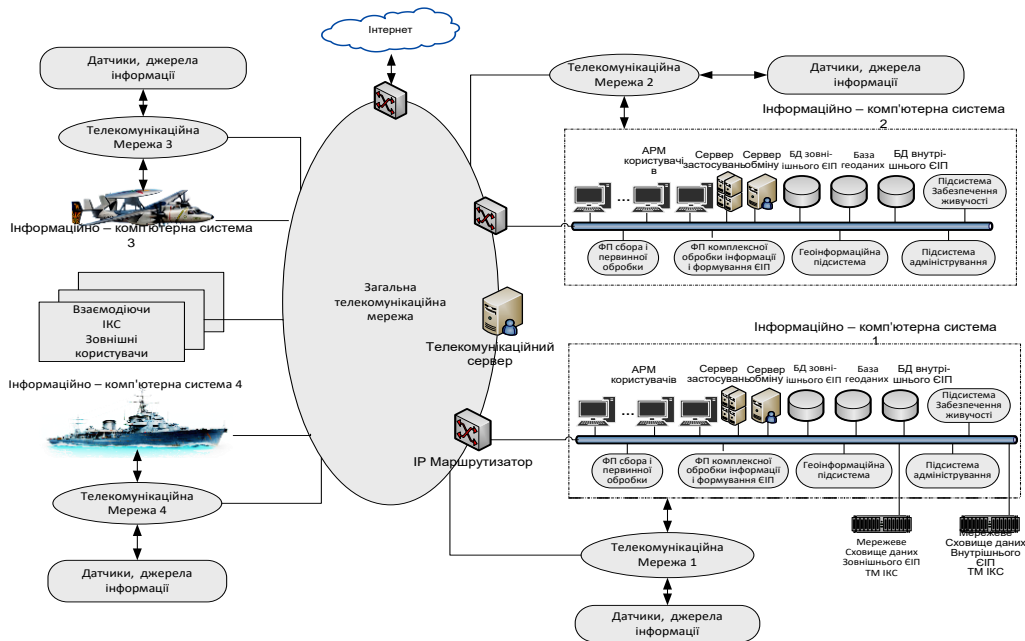 Інтернет
Датчики, джерела
інформації
Телекомунікаційна
Мережа 3
Інформаційно – комп'ютерна система
3
Взаємодіючи
ІКС
Зовнішні
користувачи
Інформаційно – комп'ютерна система 4
Телекомунікаційна
Мережа 4
Датчики, джерела
інформації
Загальна
телекомунікаційна
мережа
Телекомунікаційний
сервер
IP Маршрутизатор
Телекомунікаційна
Мережа 2
Датчики, джерела
інформації
Інформаційно – комп'ютерна система
2
АРМ
користувачі
в
Сервер
застосувань
Сервер
обміну
БД зовні-
шнього ЄІП
База
геоданих
БД внутрі-
шнього ЄІП
Підсистема
Забезпечення
живучості
ФП сбора і
первинної
обробки
ФП комплексної
обробки інформації
і формування ЄІП
Геоінформаційна
підсистема
Підсистема
адміністрування
Інформаційно – комп'ютерна система
1
АРМ
користувачів
Сервер
застосувань
Сервер
обміну
БД зовні-
шнього ЄІП
База
геоданих
БД внутрі-
шнього ЄІП
Підсистема
Забезпечення
живучості
ФП сбора і
первинної
обробки
ФП комплексної
обробки інформації
і формування ЄІП
Геоінформаційна
підсистема
Підсистема
адміністрування
Мережеве
Сховище даних
Зовнішнього ЄІП
ТМ ІКС
Мережеве
Сховище даних
Внутрішнього
ЄІП
ТМ ІКС
Телекомунікаційна
Мережа 1
Датчики, джерела
інформації